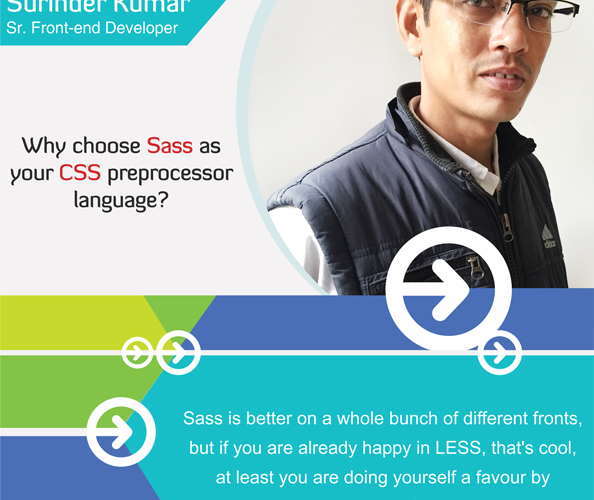 Surinder Kumar
Sr. Front-end Developer
Why choose Sass as
your CSS preprocessor
language?
Sass is better on a whole bunch of different fronts,
but if you are already happy in LESS, that's cool,
at least you are doing yourself a favour by